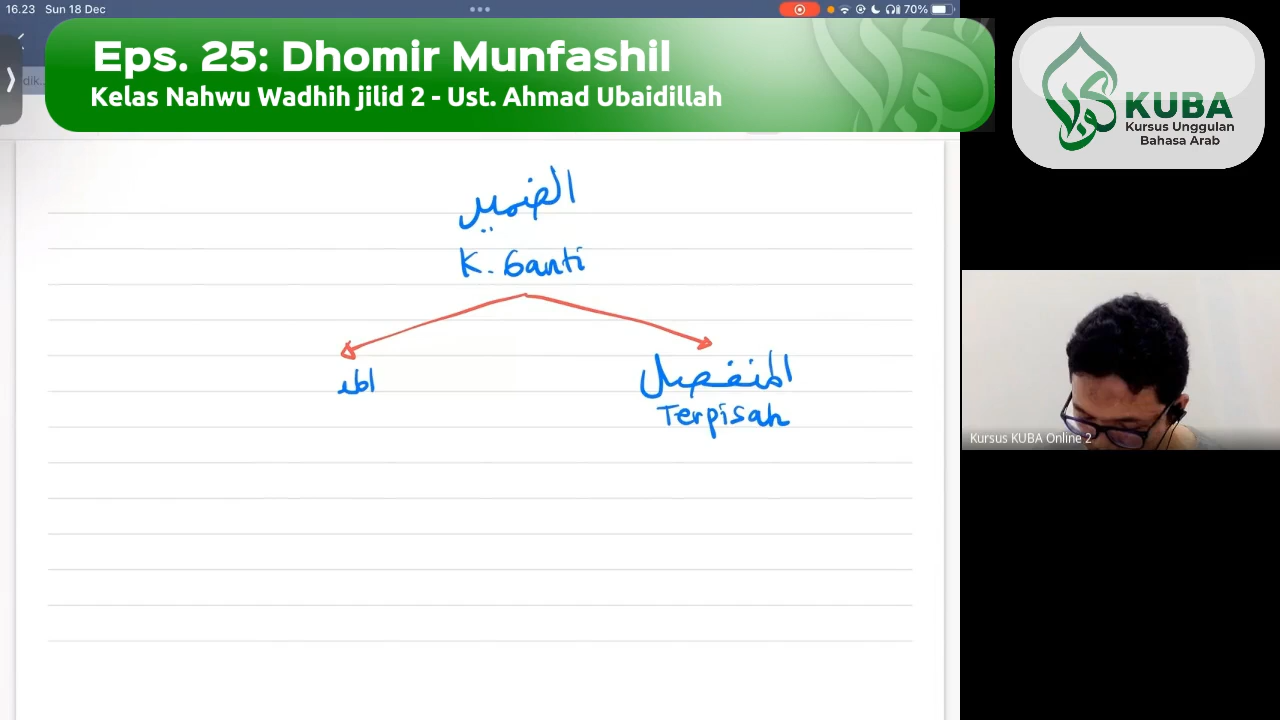 16.23 Sun 18 Dec
70%
Eps. 25: Dhomir Munfashil
Kelas Nahwu Wadhih jilid 2 - Ust. Ahmad Ubaidillah
KUBA
Kursus Unggulan
Bahasa Arab
الضمير
K. Ganti
المنفصل
Terpisah
Kursus KUBA Online 2